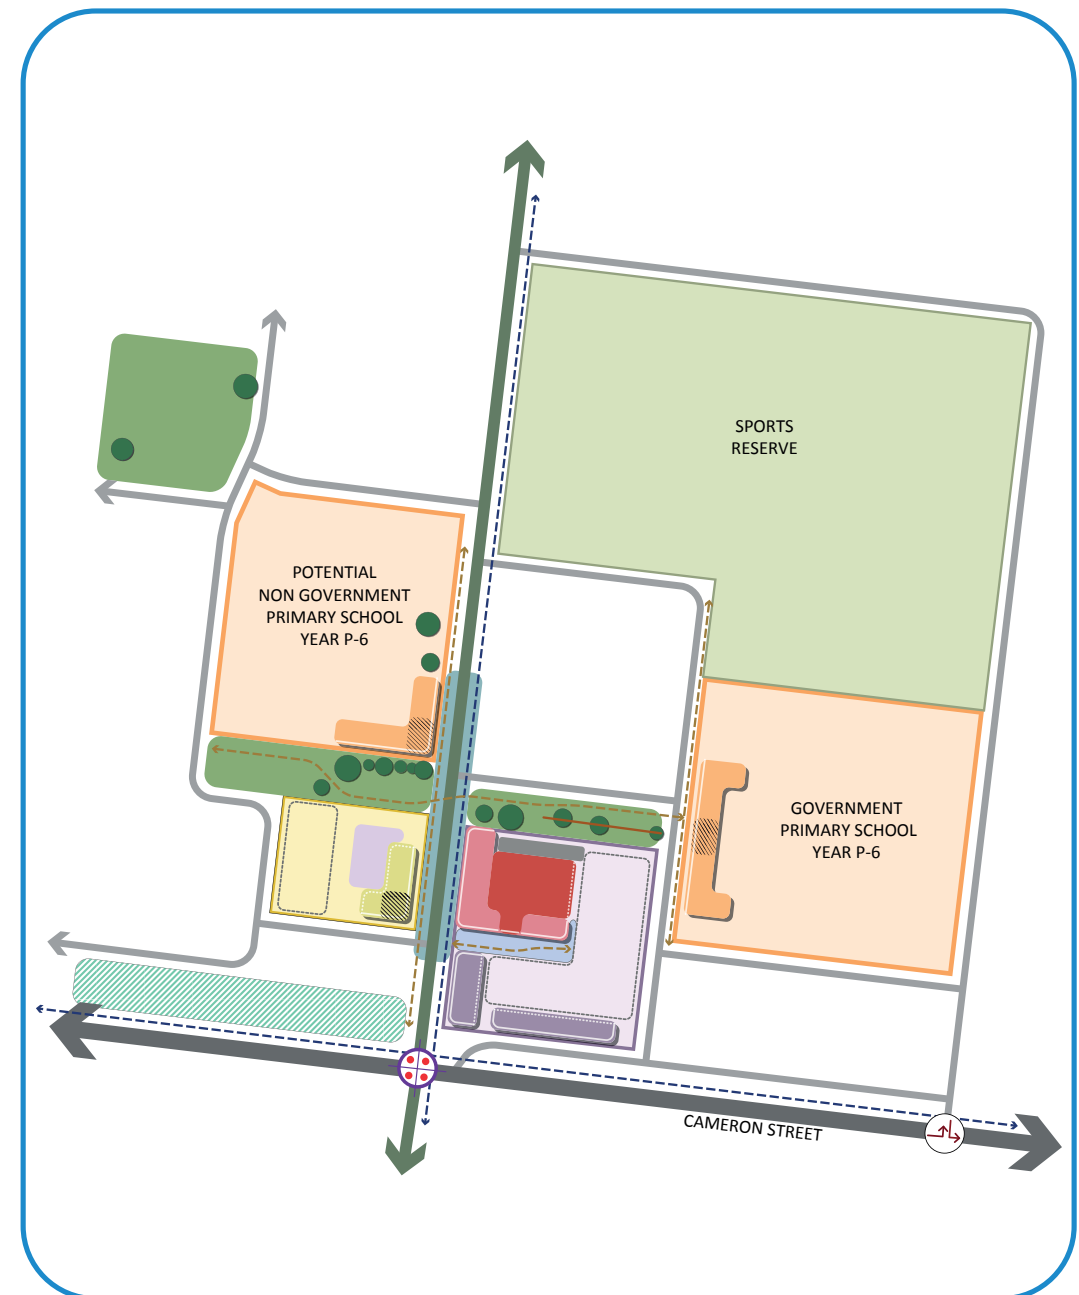 SPORTS
RESERVE
POTENTIAL
NON GOVERNMENT
PRIMARY SCHOOL
YEAR P-6
GOVERNMENT
PRIMARY SCHOOL
YEAR P-6
CAMERON STREET